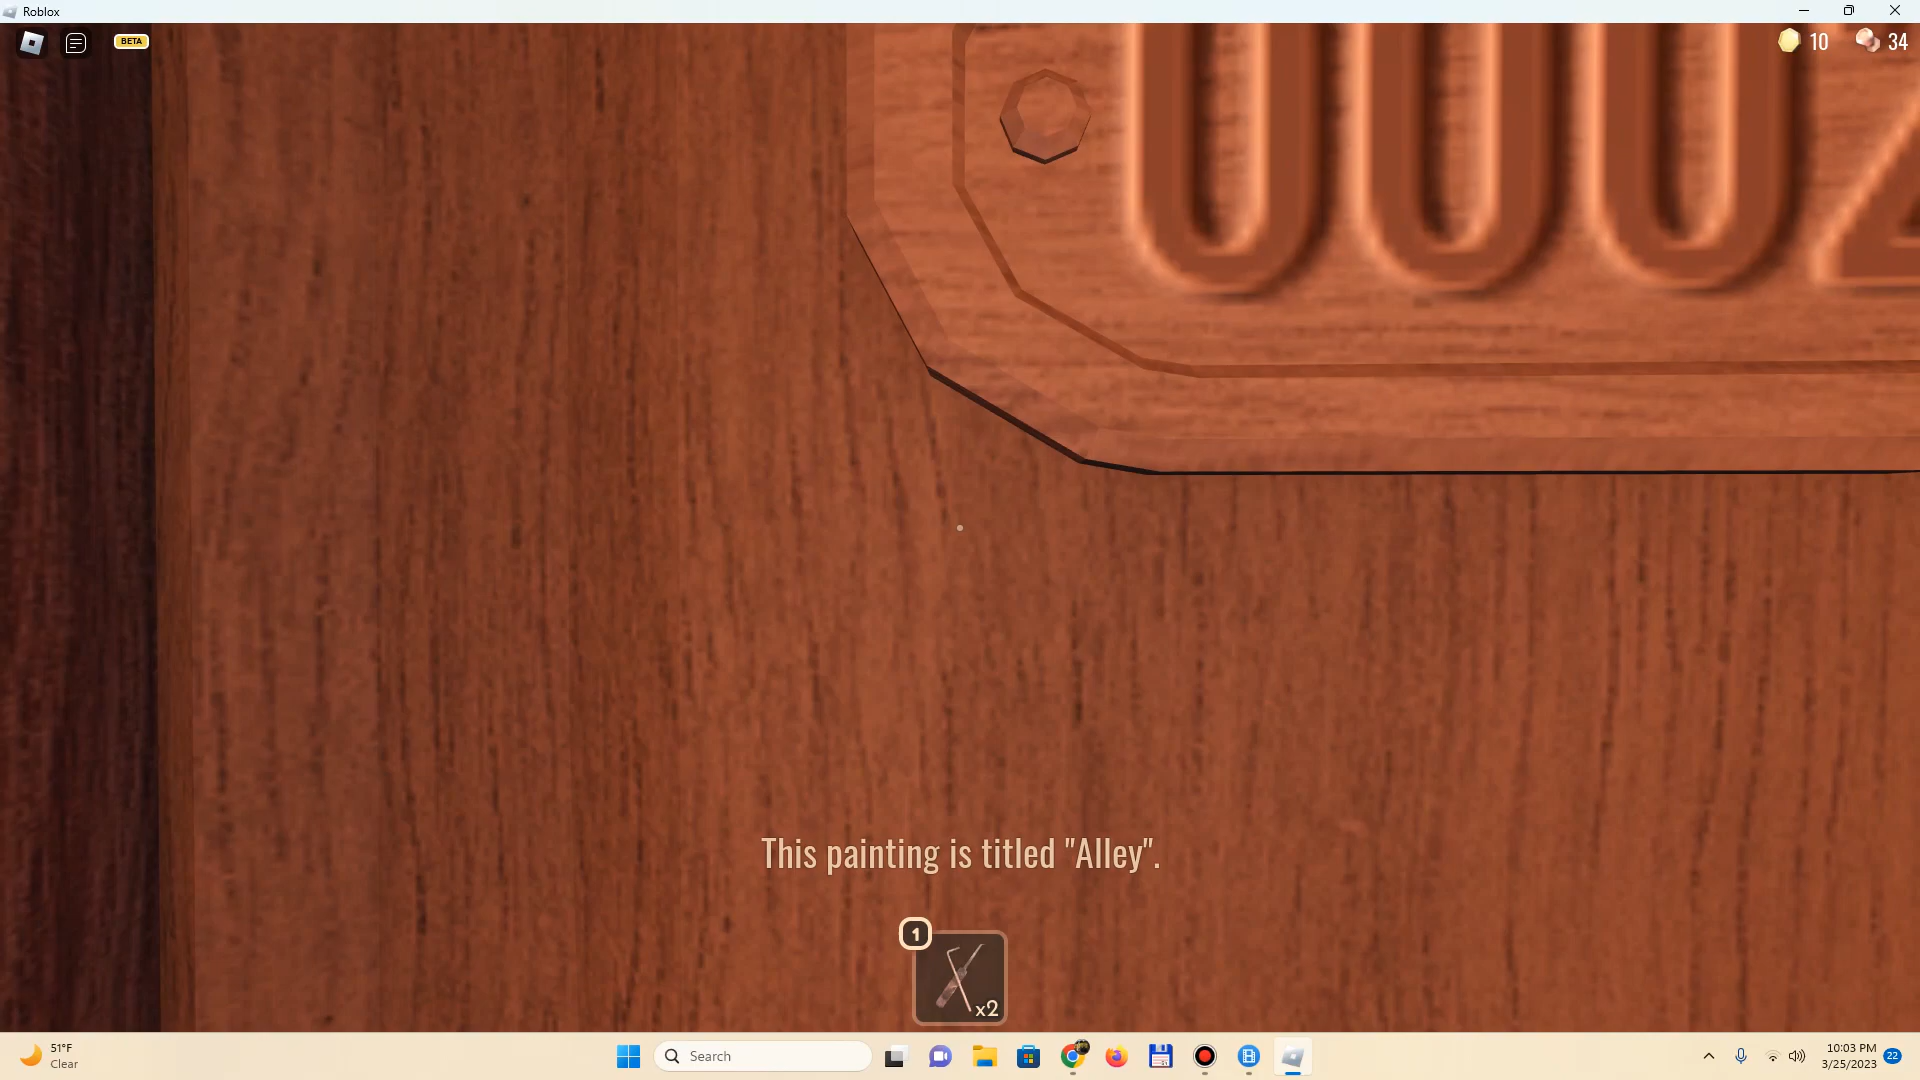 Roblox
BETA
10
34
000
This painting is titled "Alley".
1
x2
51°F
Clear
Search
10:03 PM
3/25/2023
22